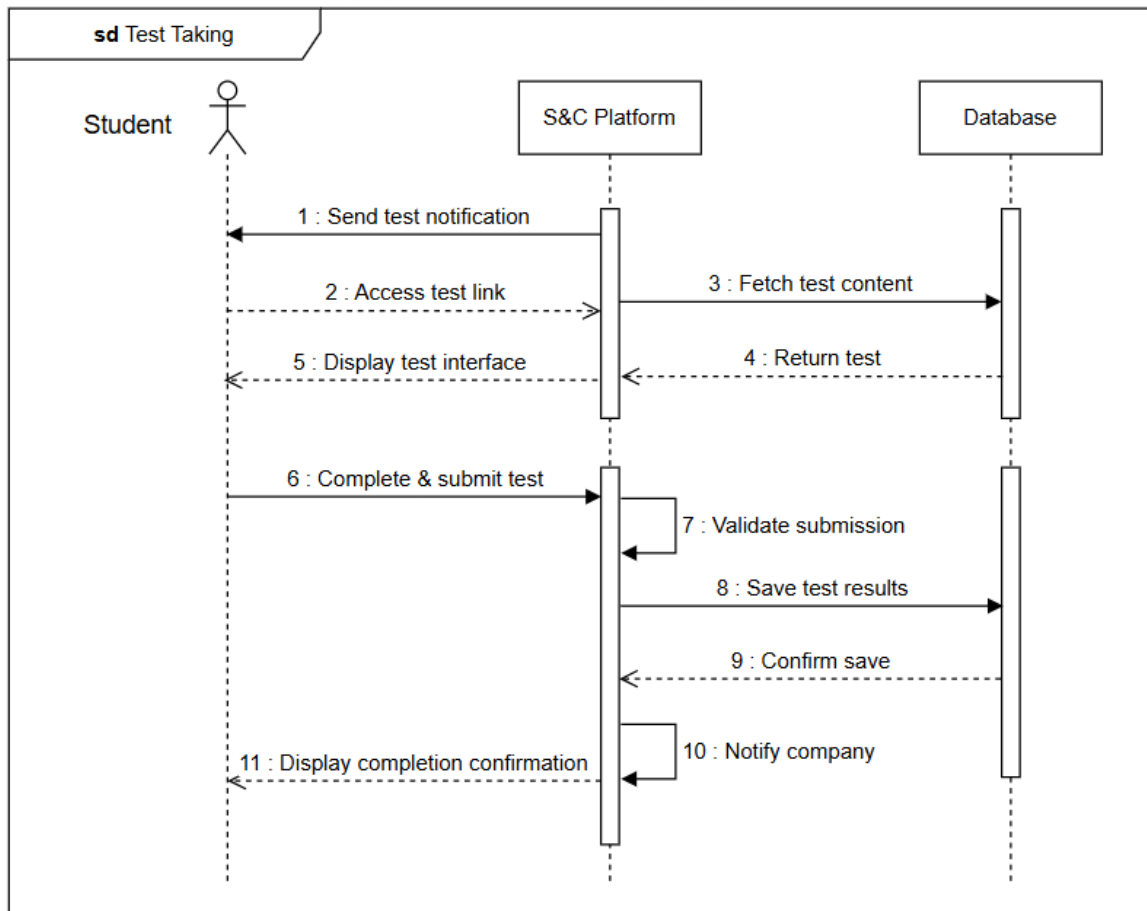 sd Test Taking
Student
S&C Platform
Database
1 : Send test notification
2 : Access test link
3 : Fetch test content
4 : Return test
5 : Display test interface
6 : Complete & submit test
7 : Validate submission
8 : Save test results
9 : Confirm save
10 : Notify company
11 : Display completion confirmation